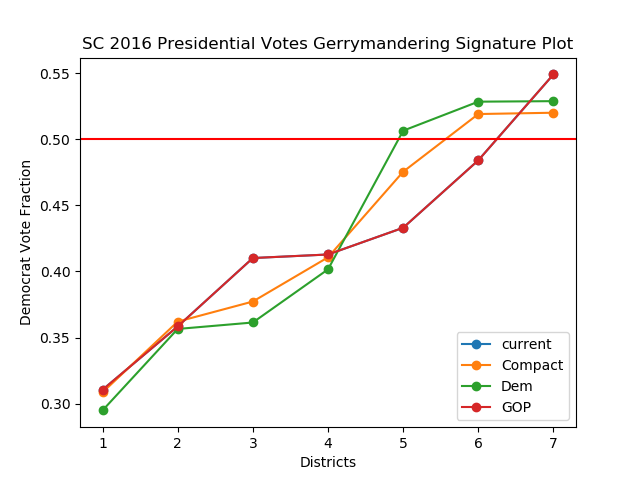 SC 2016 Presidential Votes Gerrymandering Signature Plot
0.55
0.50
0.45
0.40
0.35
0.30
Democrat Vote Fraction
current
Compact
Dem
GOP
1 2 3 4 5 6 7
Districts